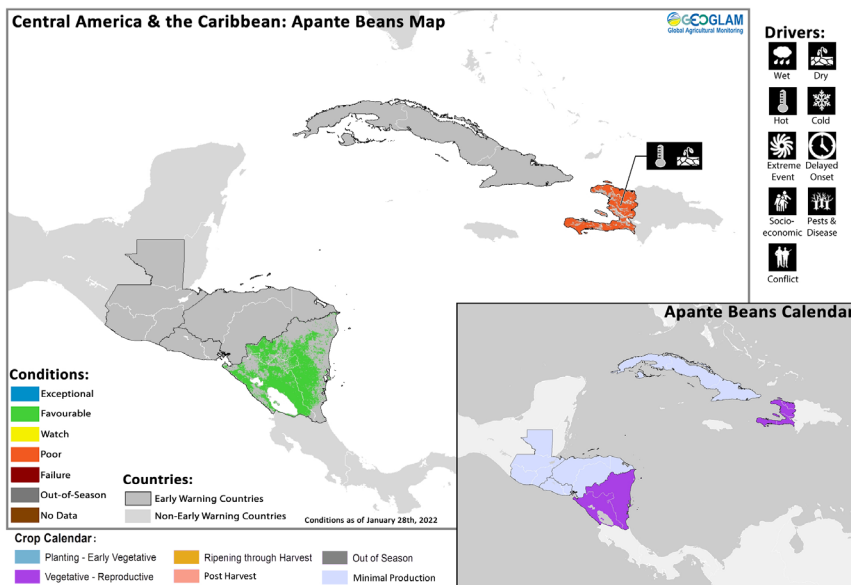 Central America & the Caribbean: Apante Beans Map
GEOGLAM
Global Agricultural Monitoring
Drivers:
Wet
Dry
Hot
Cold
Extreme
Event
Delayed
Onset
Socio-
economic
Pests &
Disease
Conflict
Conditions:
Exceptional
Favourable
Watch
Poor
Failure
Out-of-Season
No Data
Countries:
Early Warning Countries
Non-Early Warning Countries
Conditions as of January 28th, 2022
Apante Beans Calendar
Crop Calendar:
Planting - Early Vegetative
Vegetative - Reproductive
Ripening through Harvest
Post Harvest
Out of Season
Minimal Production